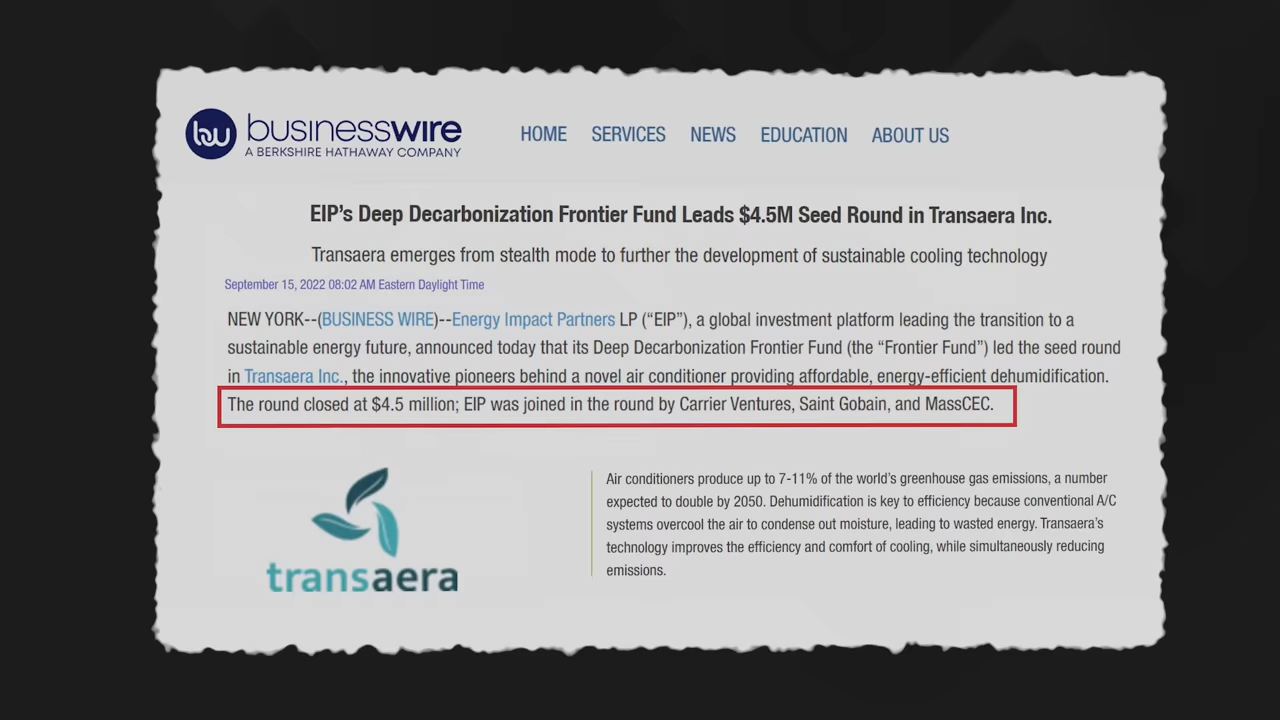 bu businesswire HOME SERVICES NEWS EDUCATION ABOUT US
A BERKSHIRE HATHAWAY COMPANY
EIP’s Deep Decarbonization Frontier Fund Leads $4.5M Seed Round in Transaera Inc.
Transaera emerges from stealth mode to further the development of sustainable cooling technology
September 15, 2022 08:02 AM Eastern Daylight Time
NEW YORK--(BUSINESS WIRE)--Energy Impact Partners LP (“EIP”), a global investment platform leading the transition to a
sustainable energy future, announced today that its Deep Decarbonization Frontier Fund (the “Frontier Fund”) led the seed round
in Transaera Inc., the innovative pioneers behind a novel air conditioner providing affordable, energy-efficient dehumidification.
The round closed at $4.5 million; EIP was joined in the round by Carrier Ventures, Saint Gobain, and MassCEC.
transaera
Air conditioners produce up to 7-11% of the world’s greenhouse gas emissions, a number
expected to double by 2050. Dehumidification is key to efficiency because conventional A/C
systems overcool the air to condense out moisture, leading to wasted energy. Transaera’s
technology improves the efficiency and comfort of cooling, while simultaneously reducing
emissions.